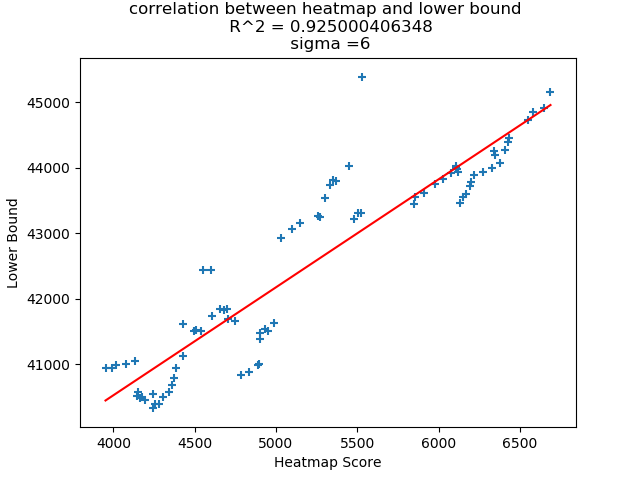 correlation between heatmap and lower bound
R^2 = 0.925000406348
sigma =6
45000
44000
43000
42000
41000
Lower Bound
4000 4500 5000 5500 6000 6500
Heatmap Score